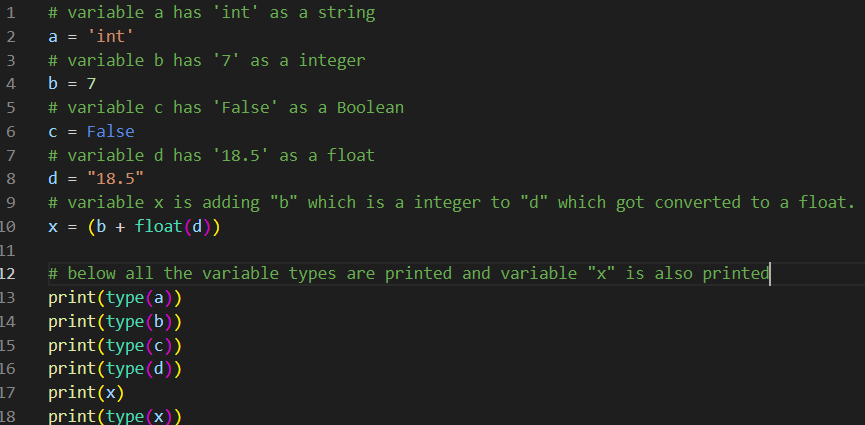 1 # variable a has 'int' as a string
2 a = 'int'
3 # variable b has '7' as a integer
4 b = 7
5 # variable c has 'False' as a Boolean
6 c = False
7 # variable d has '18.5' as a float
8 d = "18.5"
9 # variable x is adding "b" which is a integer to "d" which got converted to a float.
10 x = (b + float(d))
11
12 # below all the variable types are printed and variable "x" is also printed
13 print(type(a))
14 print(type(b))
15 print(type(c))
16 print(type(d))
17 print(x)
18 print(type(x))